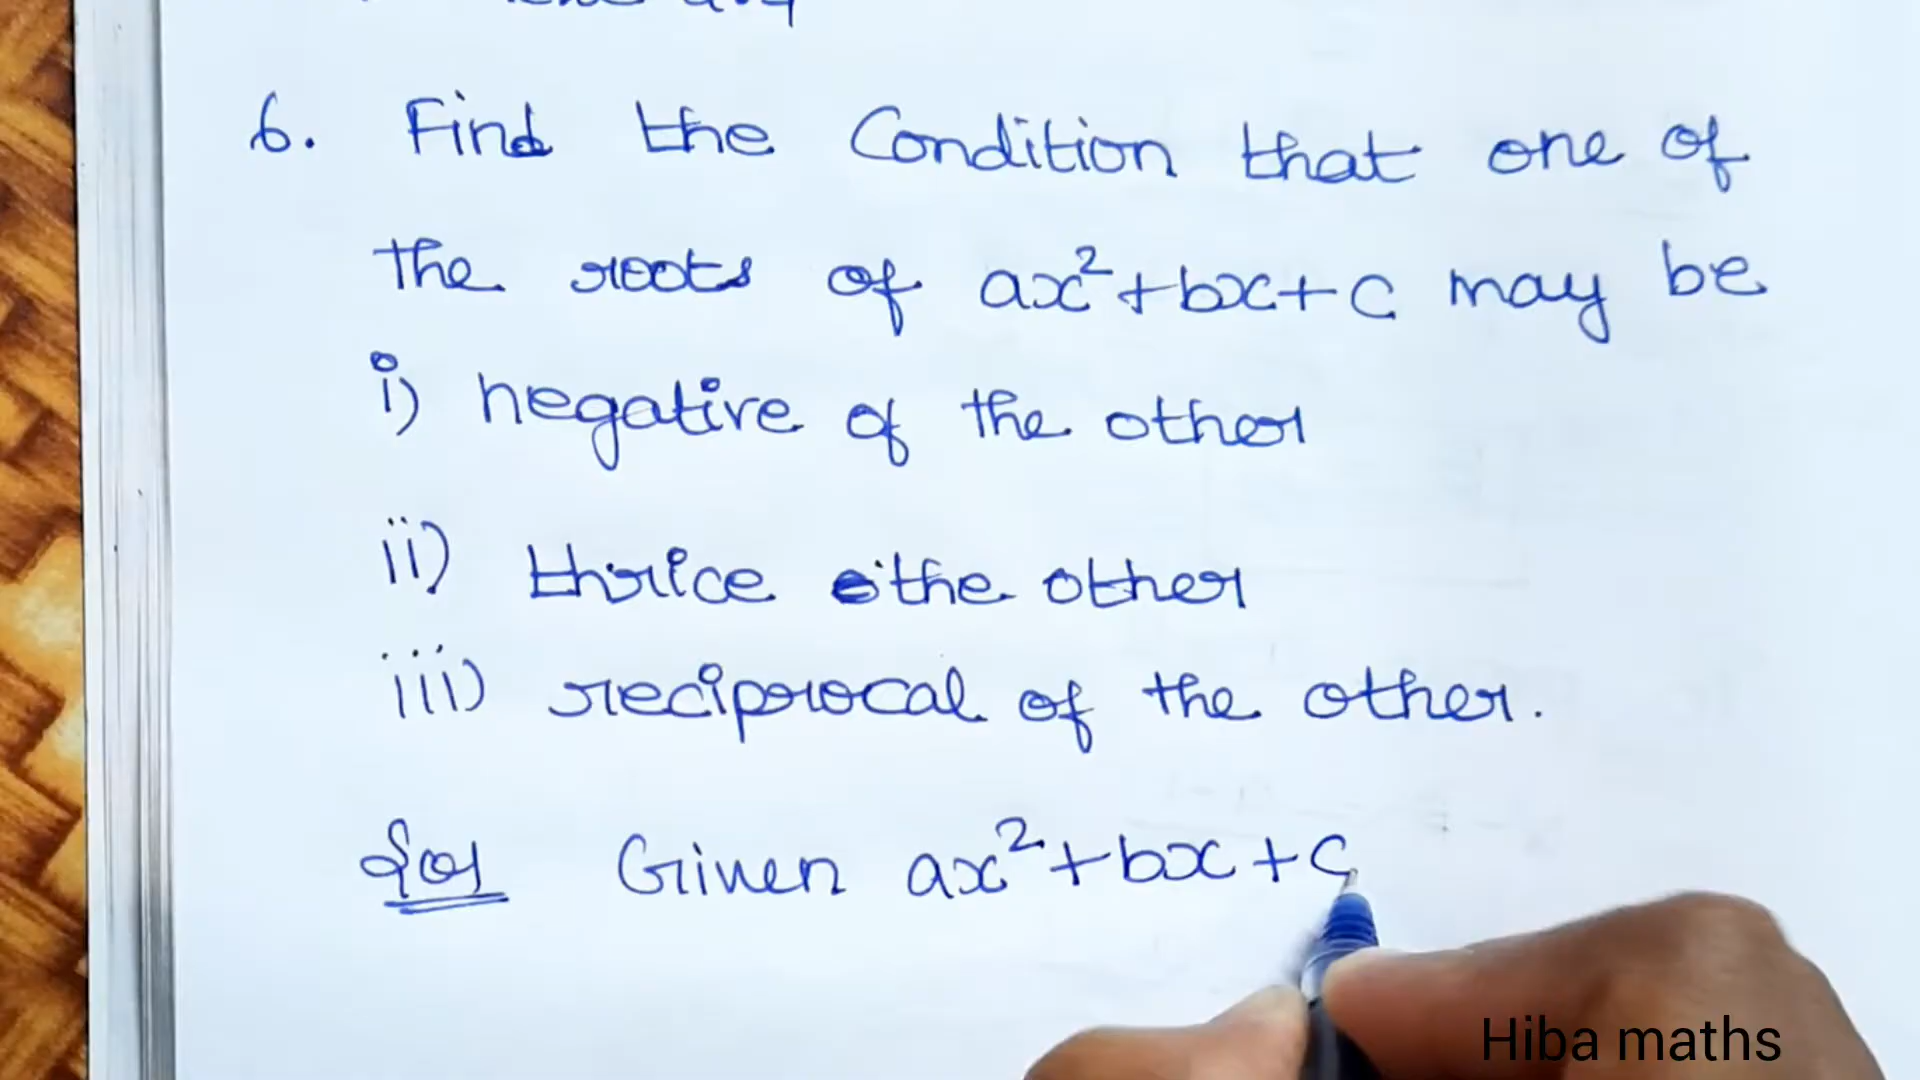 6. Find the Condition that one of
the roots of ax²+bx+c may be
i) negative of the other
ii) thrice the other
iii) reciprocal of the other.
Sol Given ax²+bx+c
Hiba maths